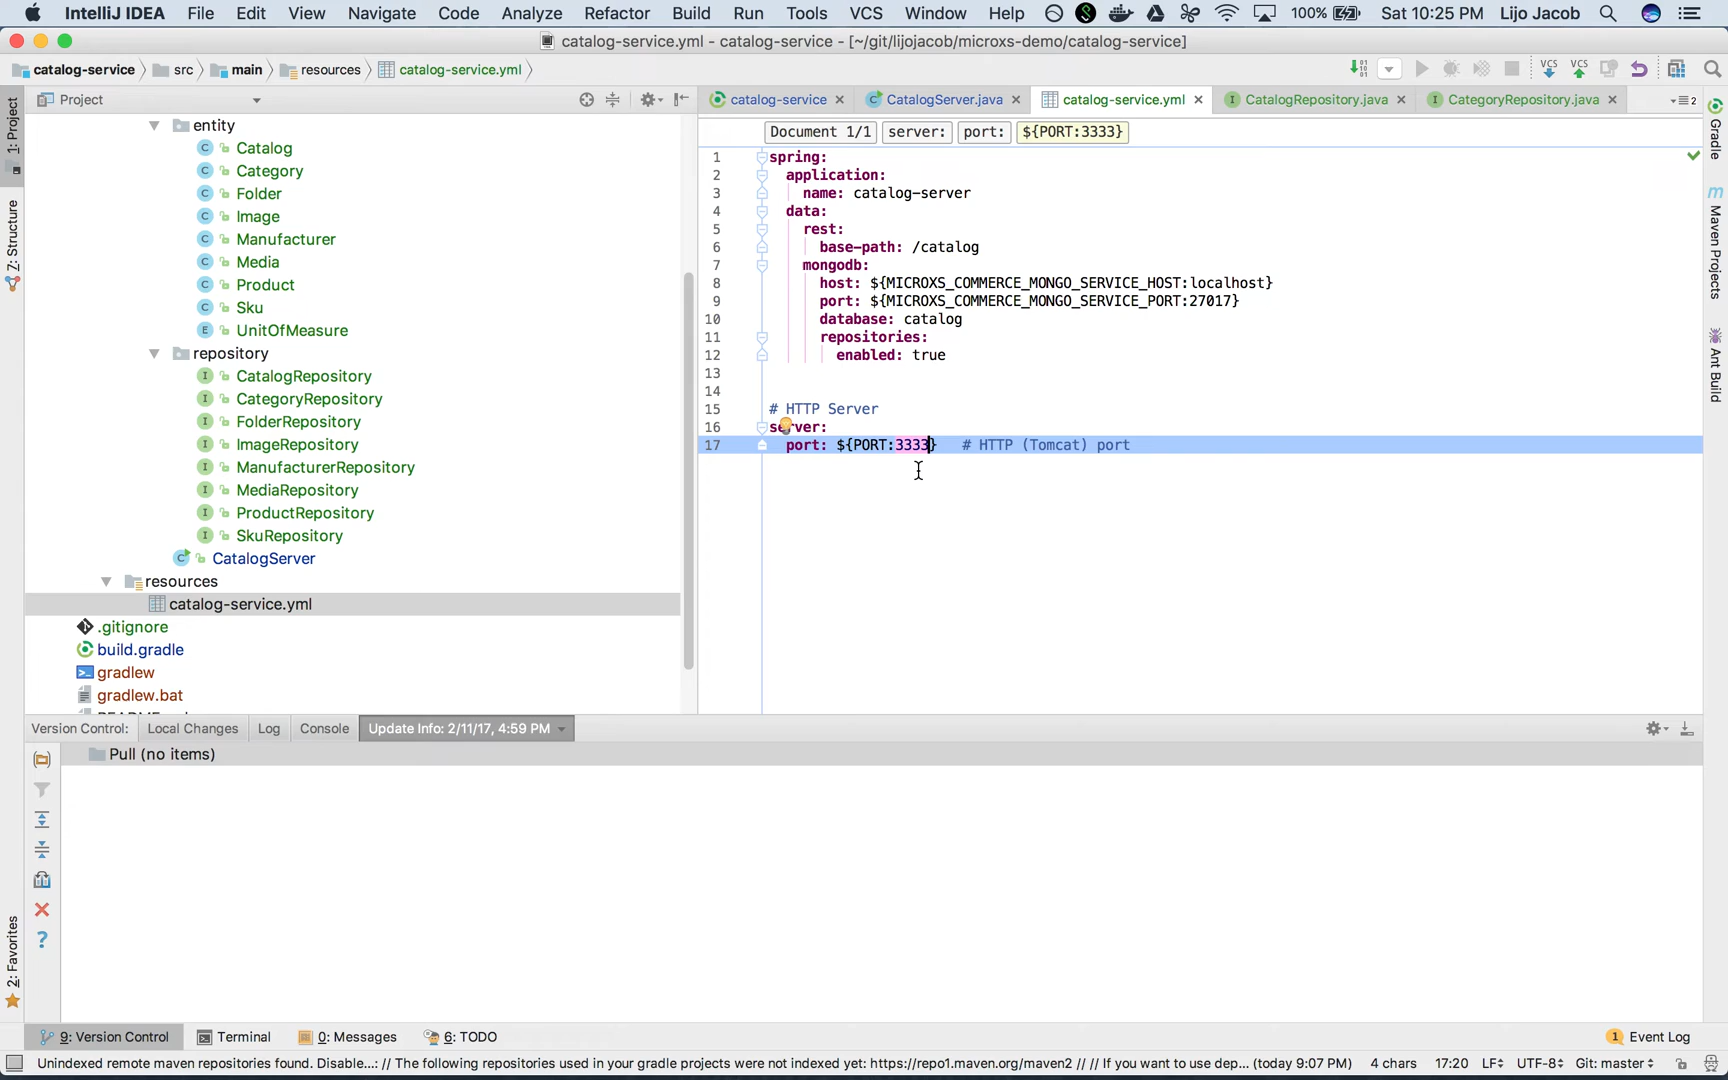 IntelliJ IDEA File Edit View Navigate Code Analyze Refactor Build Run Tools VCS Window Help 100% Sat 10:25 PM Lijo Jacob
catalog-service.yml - catalog-service - [~/git/lijojacob/microxs-demo/catalog-service]
catalog-service src main resources catalog-service.yml
VCS VCS
Project
catalog-service CatalogServer.java catalog-service.yml CatalogRepository.java CategoryRepository.java 2
Document 1/1 server: port: ${PORT:3333}
1: Project
Z: Structure
2: Favorites
entity
Catalog
Category
Folder
Image
Manufacturer
Media
Product
Sku
UnitOfMeasure
repository
CatalogRepository
CategoryRepository
FolderRepository
ImageRepository
ManufacturerRepository
MediaRepository
ProductRepository
SkuRepository
CatalogServer
resources
catalog-service.yml
.gitignore
build.gradle
gradlew
gradlew.bat
1 spring:
2 application:
3 name: catalog-server
4 data:
5 rest:
6 base-path: /catalog
7 mongodb:
8 host: ${MICROXS_COMMERCE_MONGO_SERVICE_HOST:localhost}
9 port: ${MICROXS_COMMERCE_MONGO_SERVICE_PORT:27017}
10 database: catalog
11 repositories:
12 enabled: true
13
14
15 # HTTP Server
16 server:
17 port: ${PORT:3333} # HTTP (Tomcat) port
Gradle
Maven Projects
Ant Build
Version Control: Local Changes Log Console Update Info: 2/11/17, 4:59 PM
Pull (no items)
9: Version Control Terminal 0: Messages 6: TODO 1 Event Log
Unindexed remote maven repositories found. Disable...: // The following repositories used in your gradle projects were not indexed yet: https://repo1.maven.org/maven2 // // If you want to use dep... (today 9:07 PM) 4 chars 17:20 LF UTF-8 Git: master